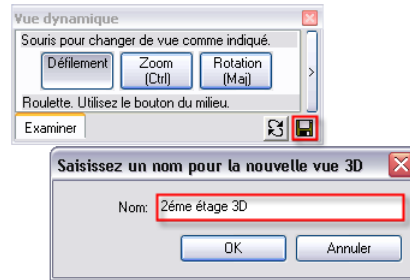 Vue dynamique
Souris pour changer de vue comme indiqué.
Défilement Zoom (Ctrl) Rotation (Maj)
Roulette. Utilisez le bouton du milieu.
Examiner
Saisissez un nom pour la nouvelle vue 3D
Nom: 2éme étage 3D
OK Annuler